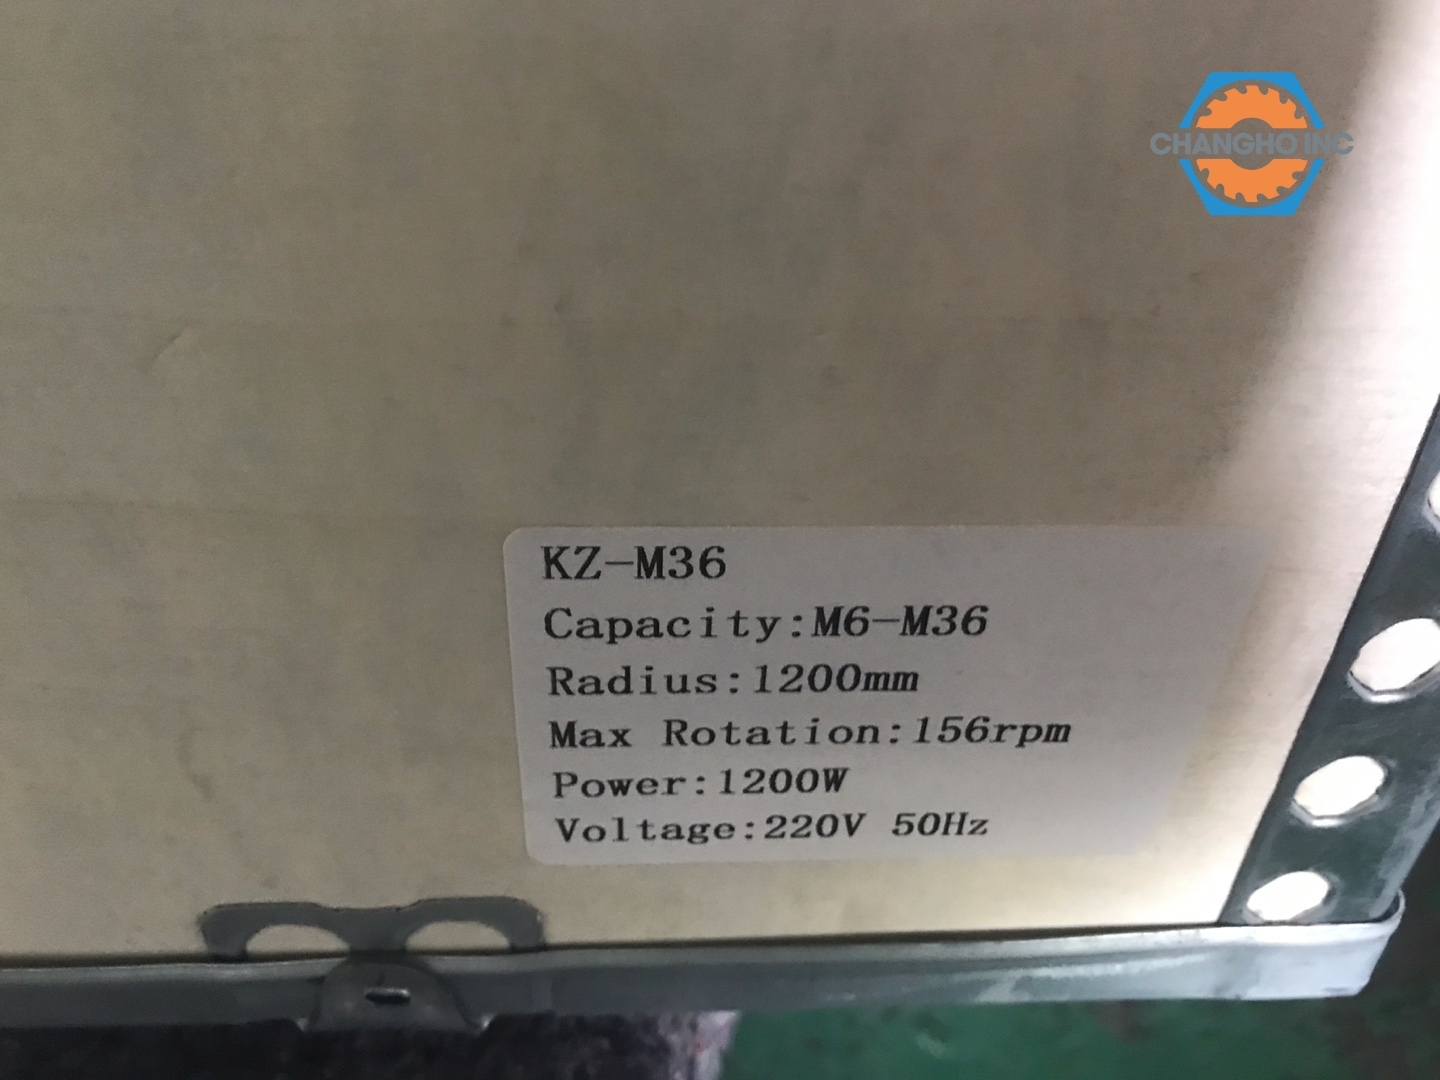 CHANGHO INC
KZ-M36
Capacity:M6-M36
Radius:1200mm
Max Rotation:156rpm
Power:1200W
Voltage:220V 50Hz